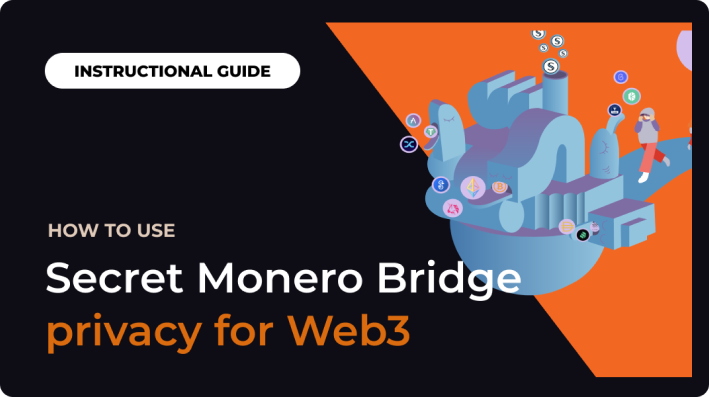 INSTRUCTIONAL GUIDE
HOW TO USE
Secret Monero Bridge
privacy for Web3